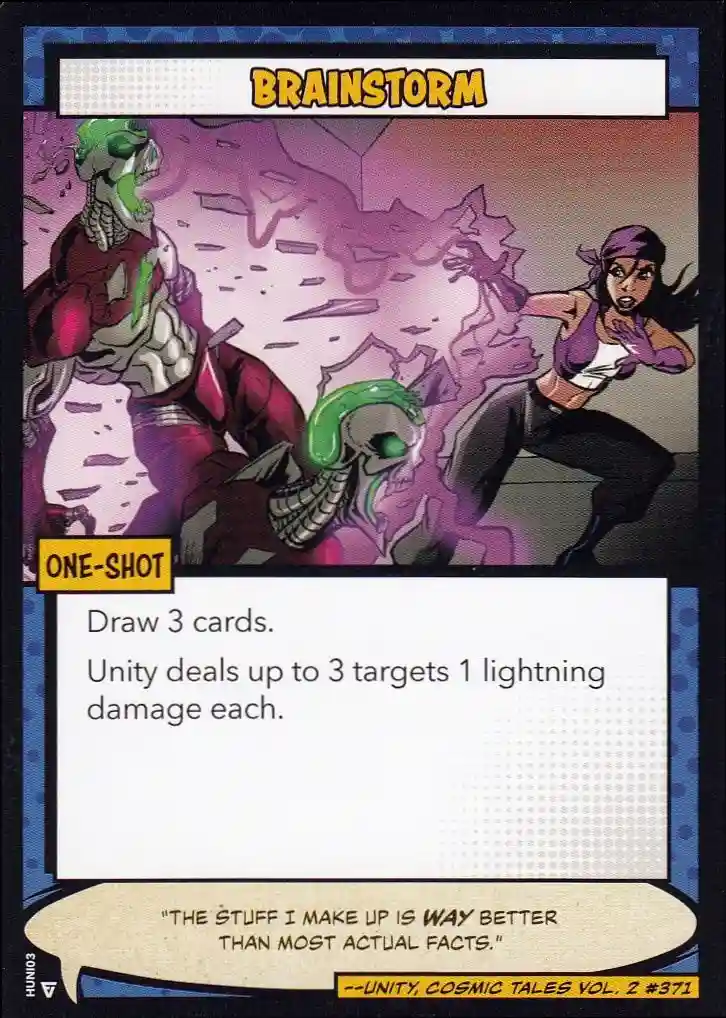 BRAINSTORM
ONE-SHOT
Draw 3 cards.
Unity deals up to 3 targets 1 lightning
damage each.
"THE STUFF I MAKE UP IS WAY BETTER
THAN MOST ACTUAL FACTS."
--UNITY, COSMIC TALES VOL. 2 #371
HUNI03